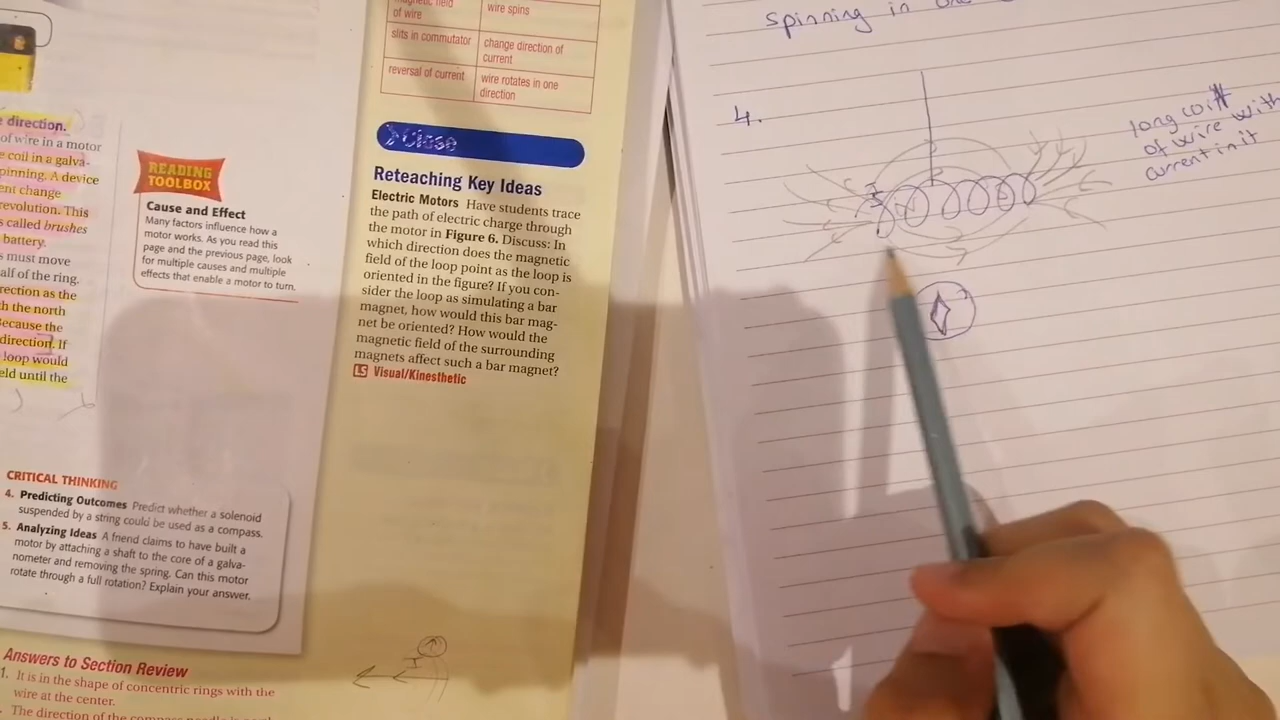 direction.
of wire in a motor
e coil in a galva-
pinning. A device
ent change
revolution. This
s called brushes
battery.
s must move
alf of the ring.
rection as the
h the north
Because the
direction. If
loop would
eld until the
READING
TOOLBOX
Cause and Effect
Many factors influence how a
motor works. As you read this
page and the previous page, look
for multiple causes and multiple
effects that enable a motor to turn.
CRITICAL THINKING
4. Predicting Outcomes Predict whether a solenoid
suspended by a string could be used as a compass.
5. Analyzing Ideas A friend claims to have built a
motor by attaching a shaft to the core of a galva-
nometer and removing the spring. Can this motor
rotate through a full rotation? Explain your answer.
Answers to Section Review
1. It is in the shape of concentric rings with the
wire at the center.
The direction of the compass needle is
magnetic field
of wire
wire spins
slits in commutator
change direction of
current
reversal of current
wire rotates in one
direction
Close
Reteaching Key Ideas
Electric Motors Have students trace
the path of electric charge through
the motor in Figure 6. Discuss: In
which direction does the magnetic
field of the loop point as the loop is
oriented in the figure? If you con-
sider the loop as simulating a bar
magnet, how would this bar mag-
net be oriented? How would the
magnetic field of the surrounding
magnets affect such a bar magnet?
LS Visual/Kinesthetic
I
spinning in
4.
I
long coil
of wire with
current in it